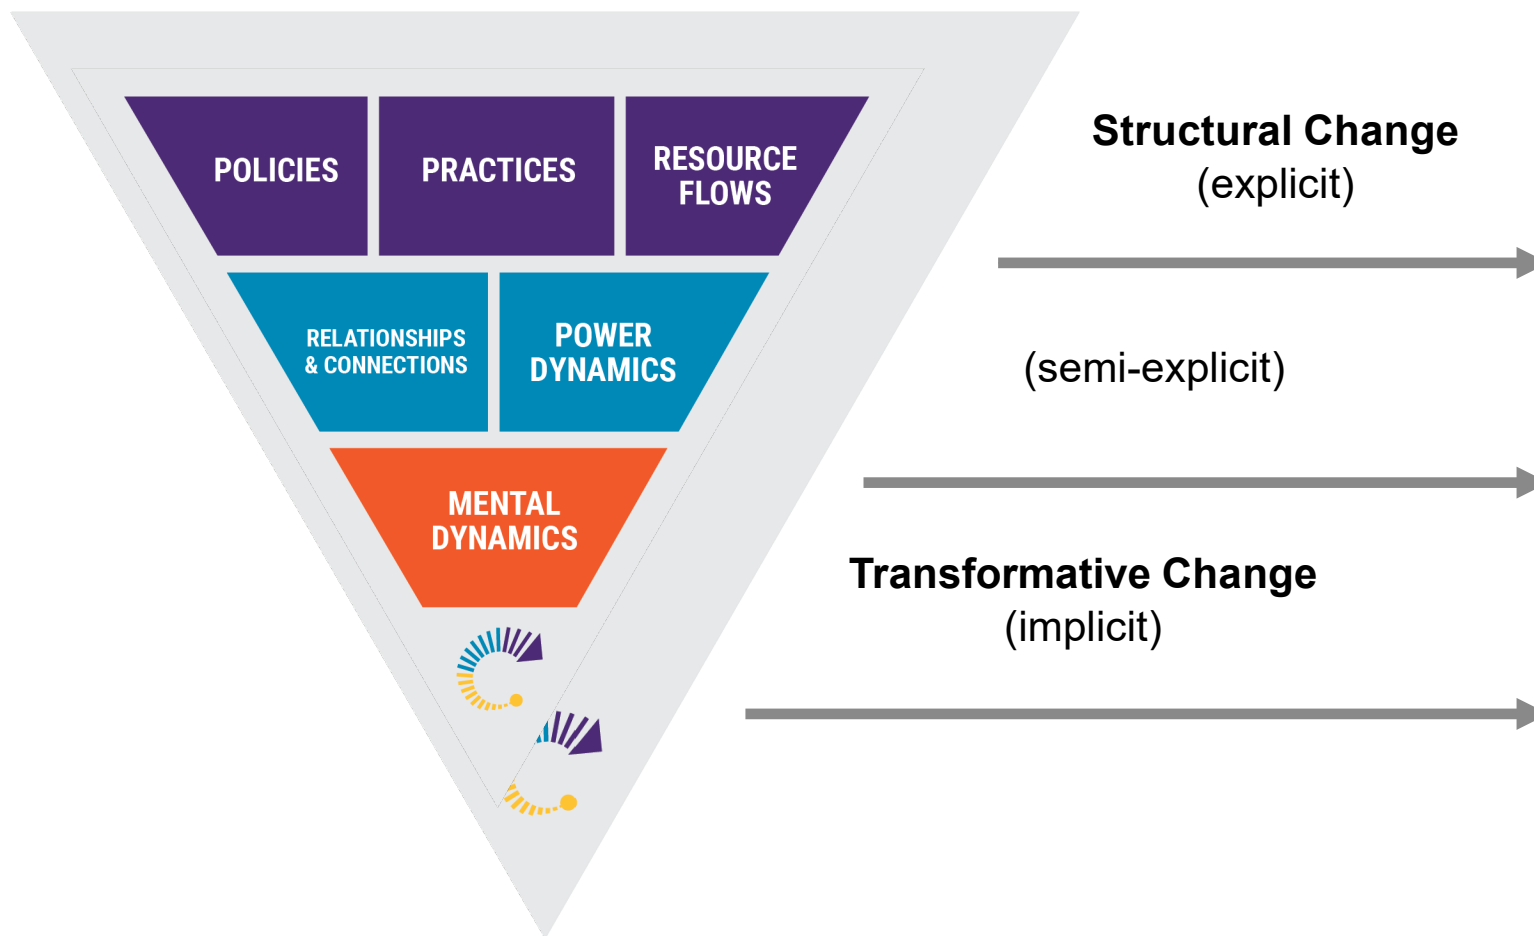 POLICIES
PRACTICES
RESOURCE
FLOWS
Structural Change
(explicit)
RELATIONSHIPS
& CONNECTIONS
POWER
DYNAMICS
(semi-explicit)
MENTAL
DYNAMICS
Transformative Change
(implicit)